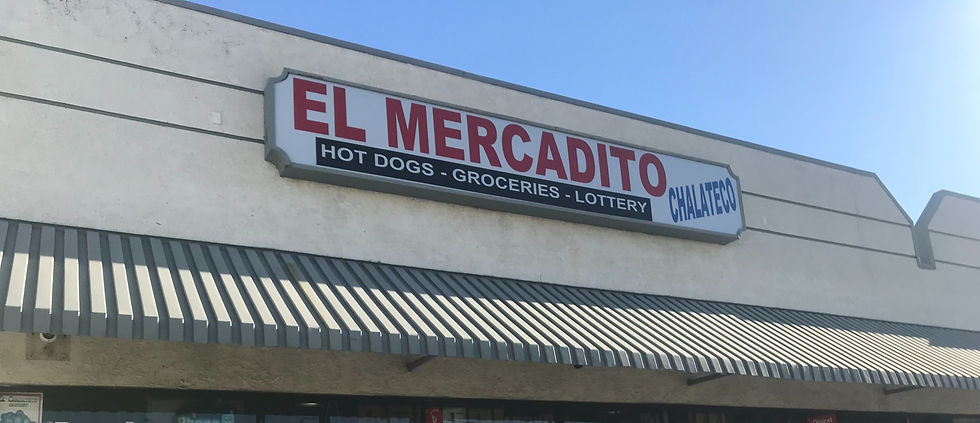 EL MERCADITO
HOT DOGS - GROCERIES - LOTTERY
CHALATECO